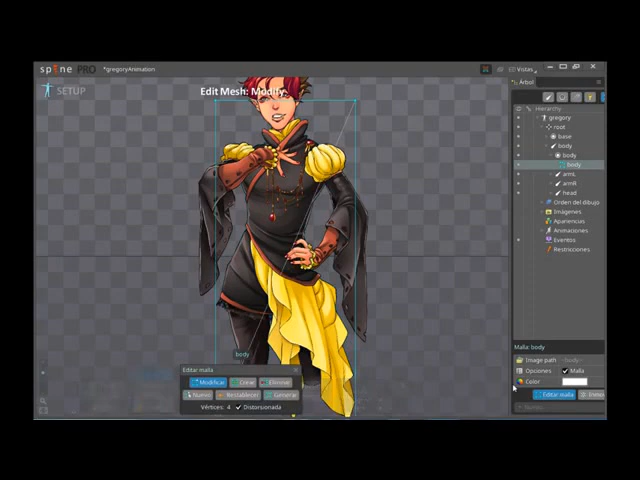 spine PRO
*gregoryAnimation
Vistas
SETUP
Edit Mesh: Modify
Árbol
Hierarchy
gregory
root
base
body
body
body
armL
armR
head
Orden del dibujo
Imágenes
Apariencias
Animaciones
Eventos
Restricciones
body
Editar malla
Modificar
Crear
Eliminar
Nuevo
Restablecer
Generar
Vértices: 4
Distorsionada
Malla: body
Image path
<body>
Opciones
Malla
Color
Editar malla
Nuevo